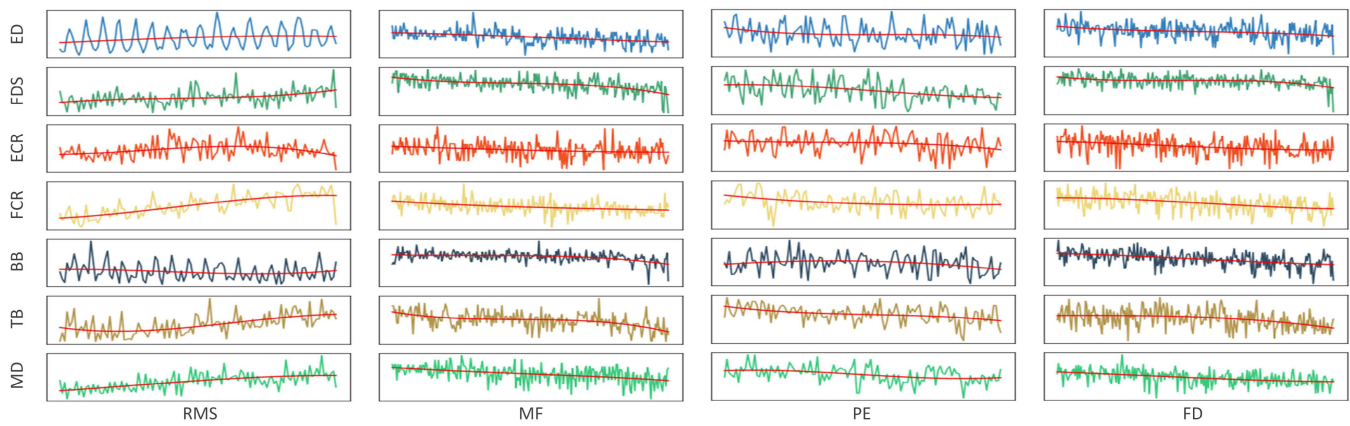 ED
FDS
ECR
FCR
BB
TB
MD
RMS MF PE FD